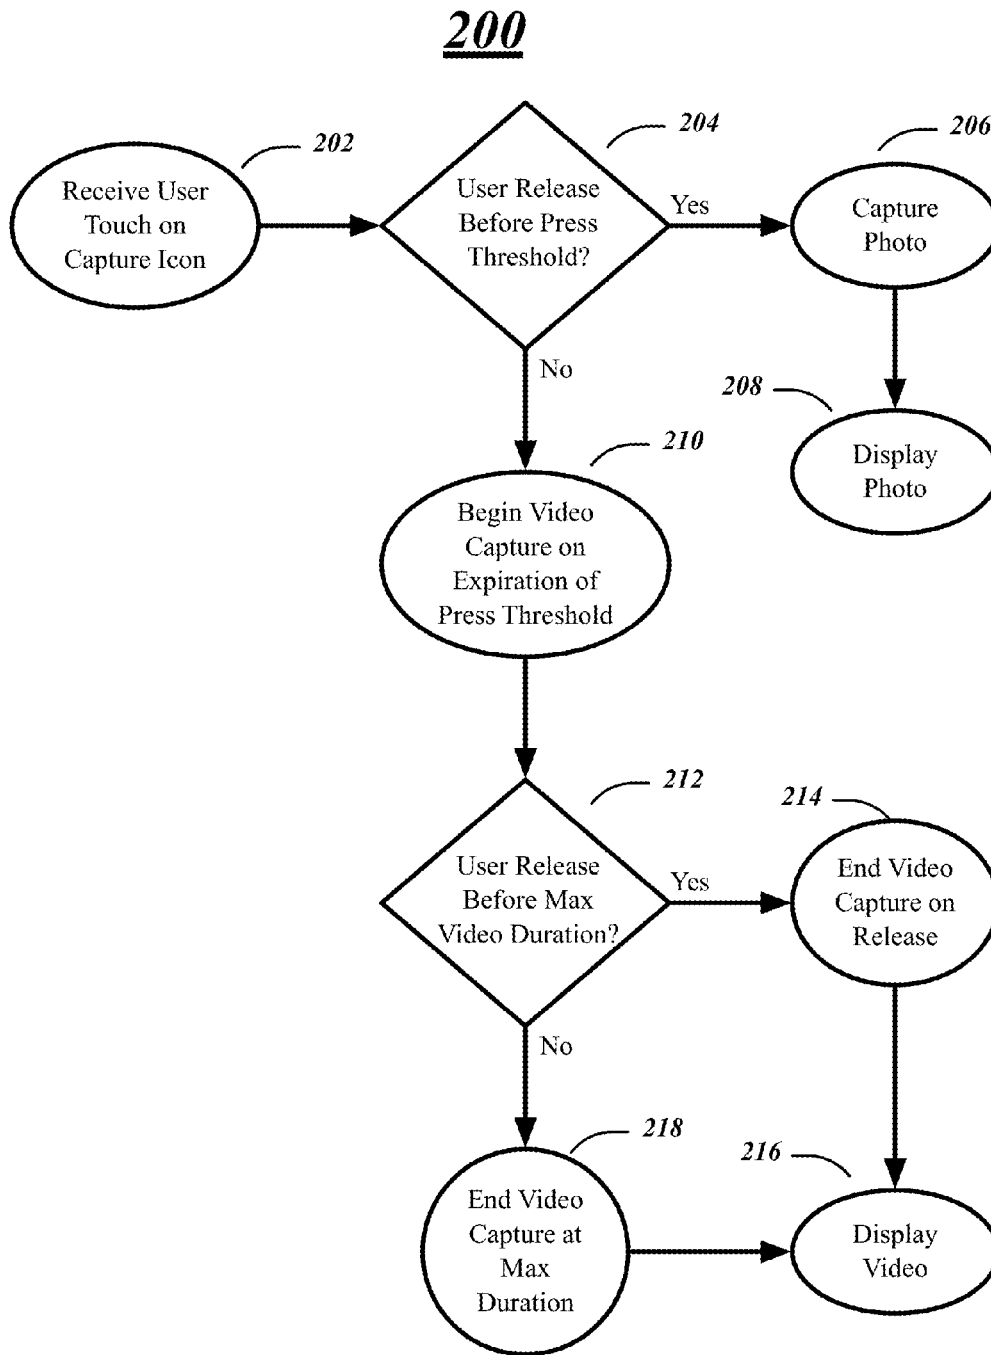 200
202
Receive User
Touch on
Capture Icon
204
User Release
Before Press
Threshold?
Yes
206
Capture
Photo
No
208
Display
Photo
210
Begin Video
Capture on
Expiration of
Press Threshold
212
User Release
Before Max
Video Duration?
Yes
214
End Video
Capture on
Release
No
218
End Video
Capture at
Max
Duration
216
Display
Video